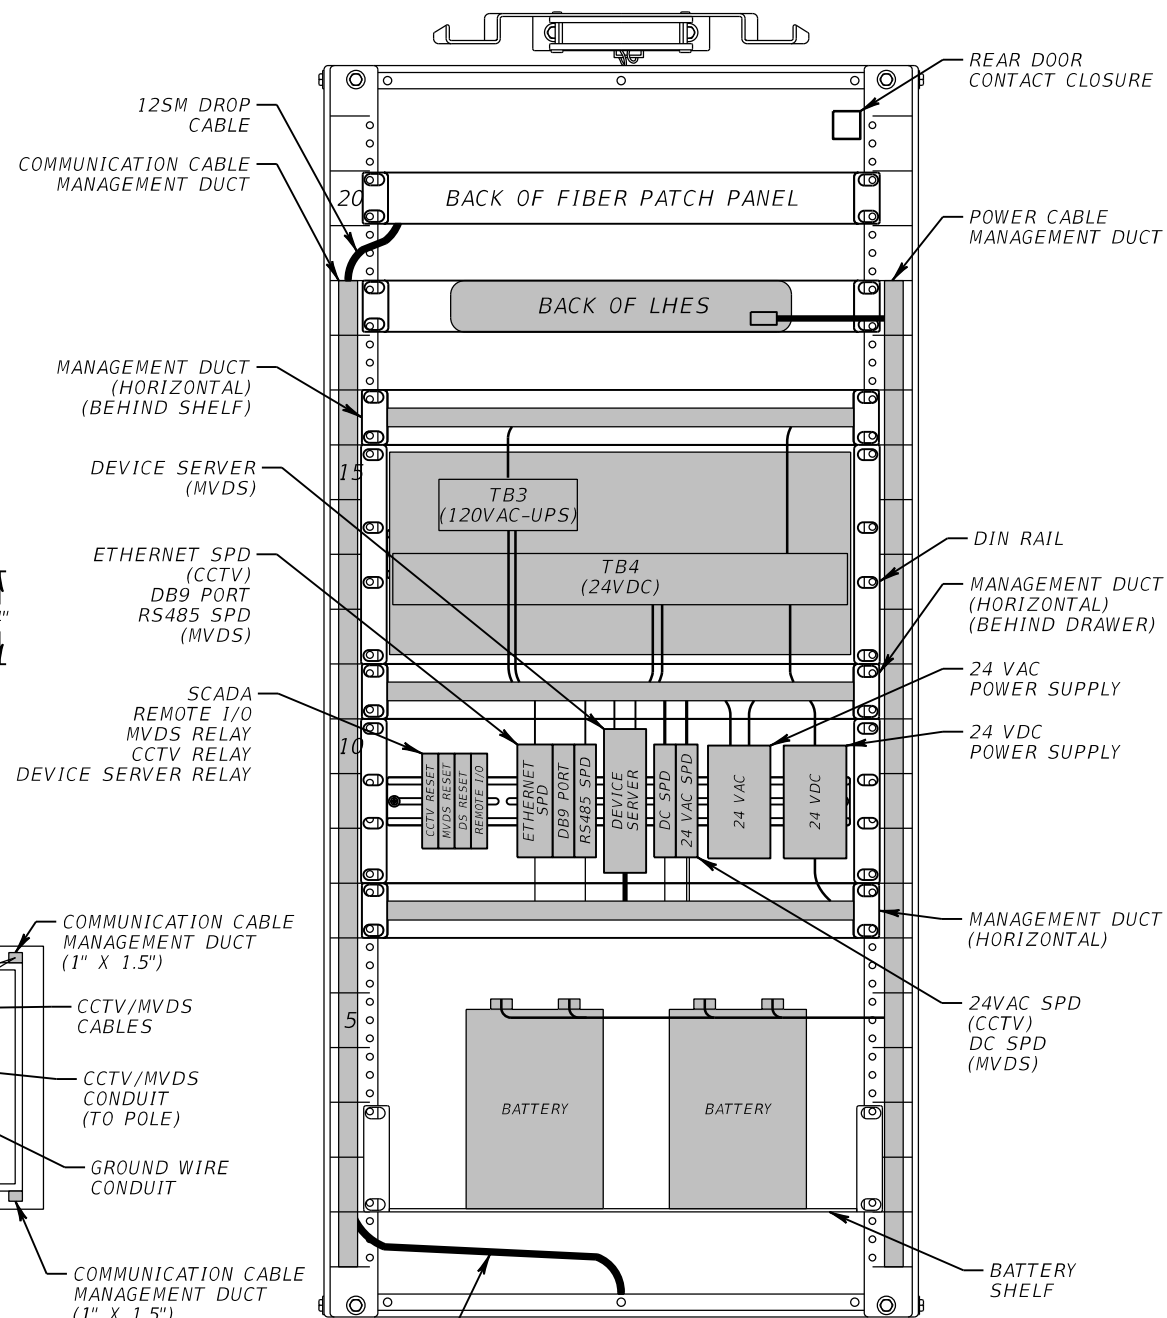 REAR DOOR
CONTACT CLOSURE
12SM DROP
CABLE
COMMUNICATION CABLE
MANAGEMENT DUCT
20
BACK OF FIBER PATCH PANEL
POWER CABLE
MANAGEMENT DUCT
BACK OF LHES
MANAGEMENT DUCT
(HORIZONTAL)
(BEHIND SHELF)
DEVICE SERVER
(MVDS)
15
TB3
(120VAC-UPS)
ETHERNET SPD
(CCTV)
DB9 PORT
RS485 SPD
(MVDS)
TB4
(24VDC)
DIN RAIL
MANAGEMENT DUCT
(HORIZONTAL)
(BEHIND DRAWER)
SCADA
REMOTE I/O
MVDS RELAY
CCTV RELAY
DEVICE SERVER RELAY
24 VAC
POWER SUPPLY
24 VDC
POWER SUPPLY
10
CCTV RESET
MVDS RESET
DS RESET
REMOTE I/O
ETHERNET
SPD
DB9 PORT
RS485 SPD
DEVICE
SERVER
DC SPD
24 VAC SPD
24 VAC
24 VDC
COMMUNICATION CABLE
MANAGEMENT DUCT
(1" X 1.5")
MANAGEMENT DUCT
(HORIZONTAL)
CCTV/MVDS
CABLES
5
24VAC SPD
(CCTV)
DC SPD
(MVDS)
CCTV/MVDS
CONDUIT
(TO POLE)
BATTERY
BATTERY
GROUND WIRE
CONDUIT
COMMUNICATION CABLE
MANAGEMENT DUCT
(1" X 1.5")
BATTERY
SHELF